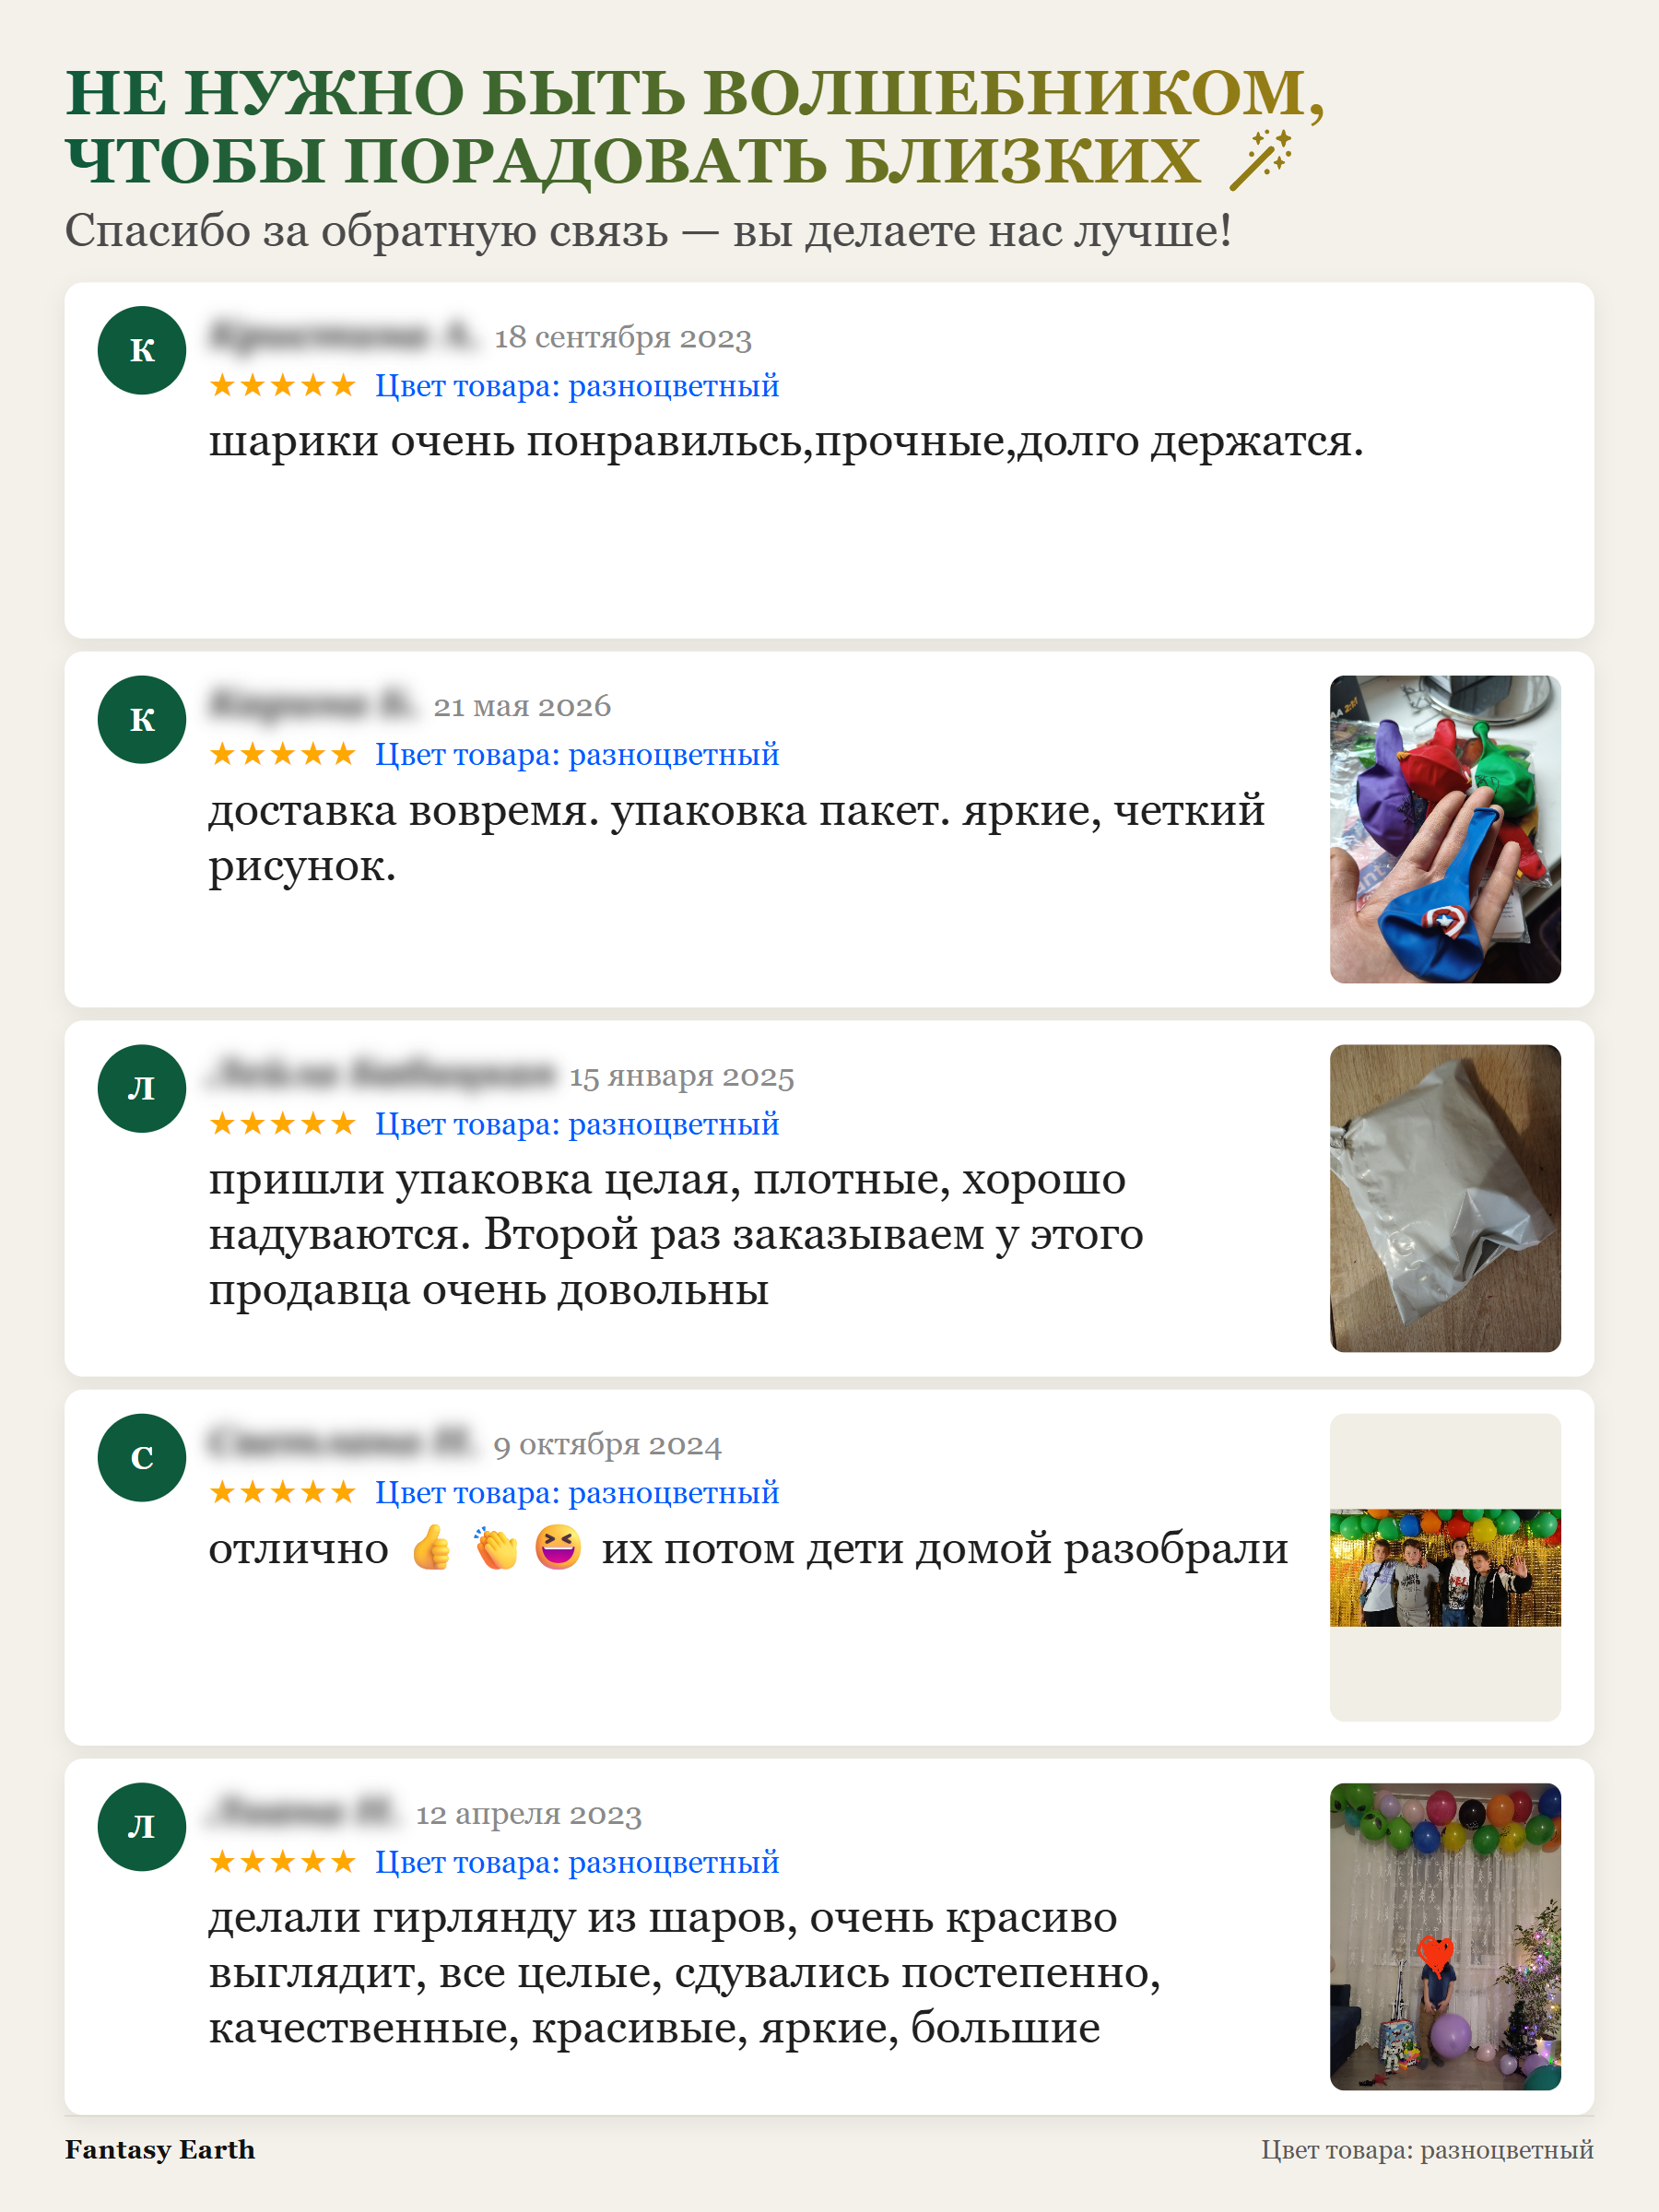 НЕ НУЖНО БЫТЬ ВОЛШЕБНИКОМ,
ЧТОБЫ ПОРАДОВАТЬ БЛИЗКИХ
Спасибо за обратную связь — вы делаете нас лучше!
К
18 сентября 2023
★★★★★ Цвет товара: разноцветный
шарики очень понравильсь,прочные,долго держатся.
К
21 мая 2026
★★★★★ Цвет товара: разноцветный
доставка вовремя. упаковка пакет. яркие, четкий
рисунок.
Л
15 января 2025
★★★★★ Цвет товара: разноцветный
пришли упаковка целая, плотные, хорошо
надуваются. Второй раз заказываем у этого
продавца очень довольны
С
9 октября 2024
★★★★★ Цвет товара: разноцветный
отлично 👍 👏 😆 их потом дети домой разобрали
Л
12 апреля 2023
★★★★★ Цвет товара: разноцветный
делали гирлянду из шаров, очень красиво
выглядит, все целые, сдувались постепенно,
качественные, красивые, яркие, большие
Fantasy Earth
Цвет товара: разноцветный